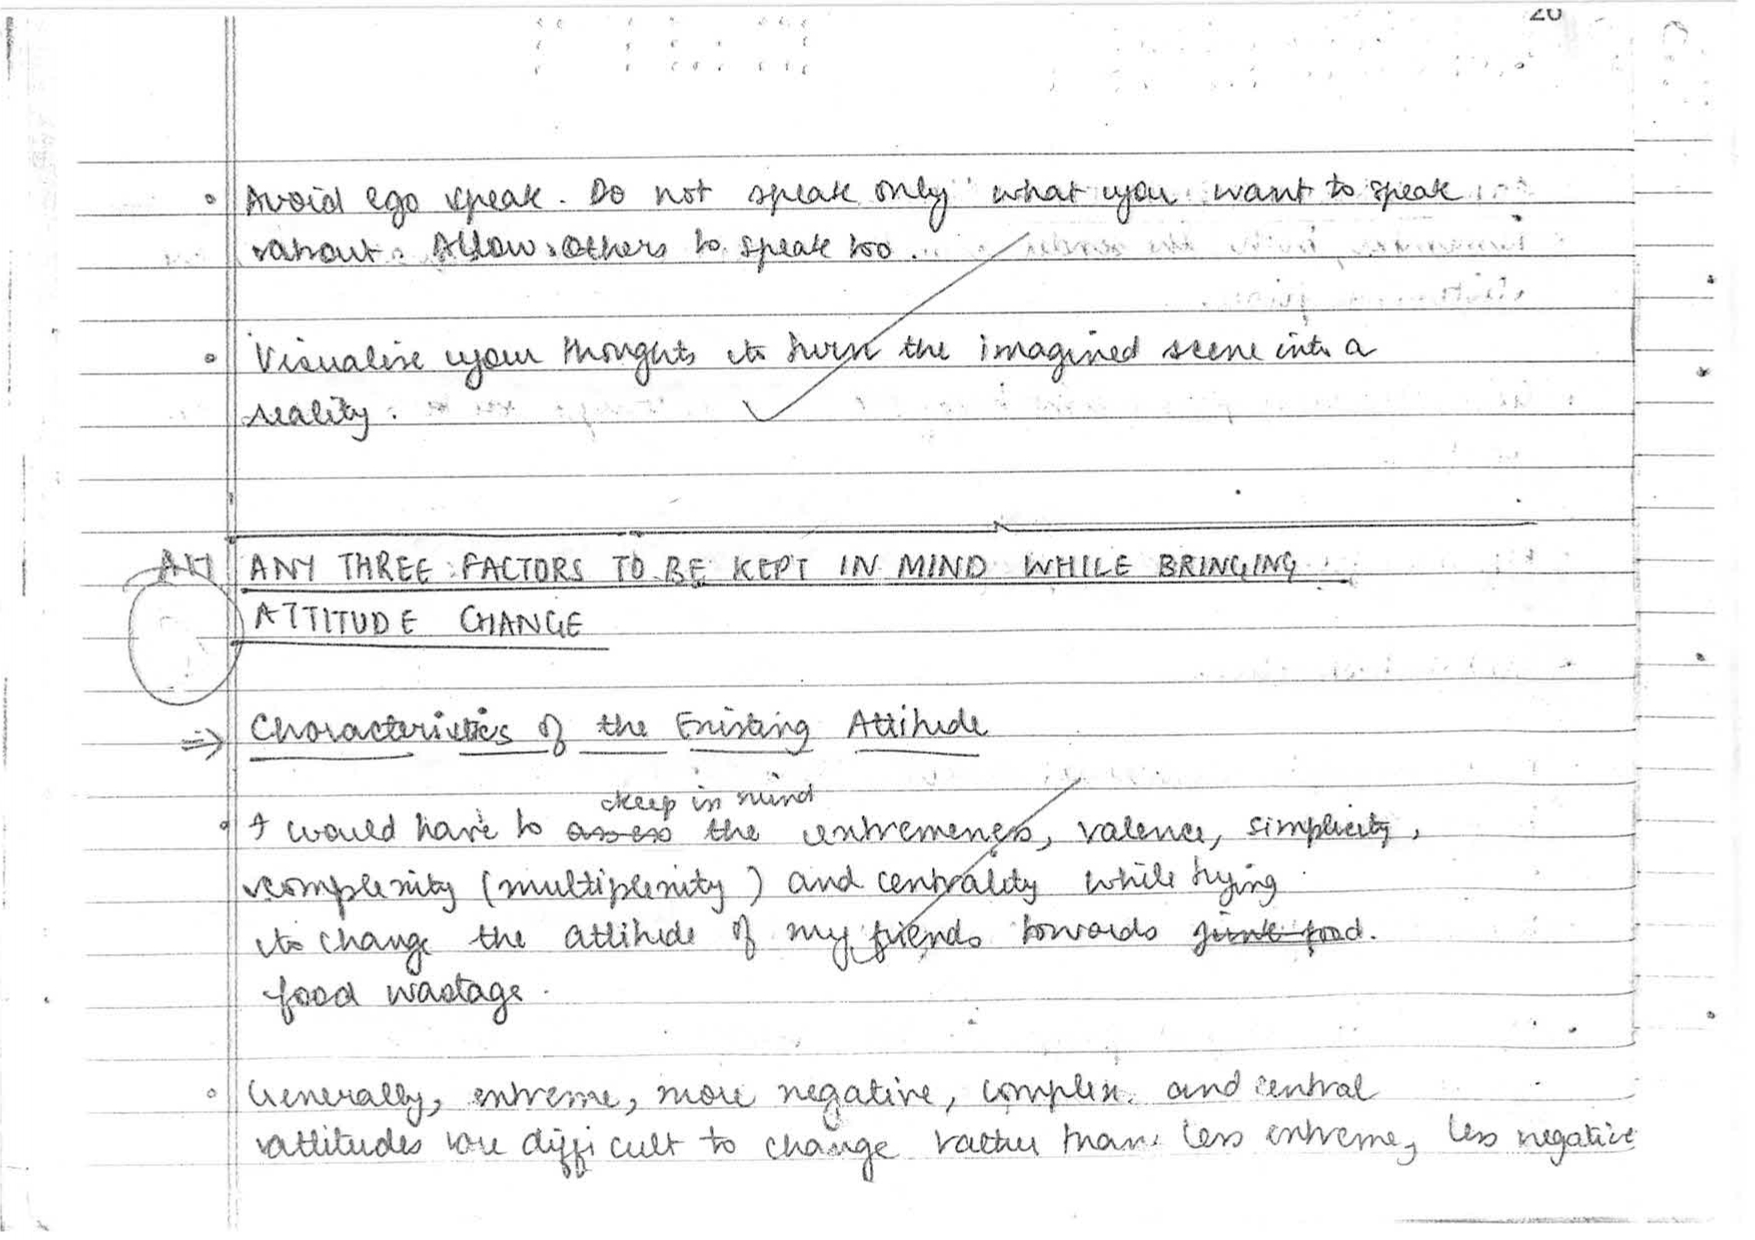 20
• Avoid ego speak. Do not speak only what you want to speak
about. Allow others to speak too.
• Visualise your thoughts to turn the imagined scene into a
reality.
A17 ANY THREE FACTORS TO BE KEPT IN MIND WHILE BRINGING
ATTITUDE CHANGE
⇒ Characteristics of the Existing Attitude
keep in mind
• I would have to assess the extremeness, valence, simplicity,
complexity (multiplexity) and centrality while trying
to change the attitude of my friends towards junk food.
food wastage.
• Generally, extreme, more negative, complex and central
attitudes are difficult to change rather than less extreme, less negative